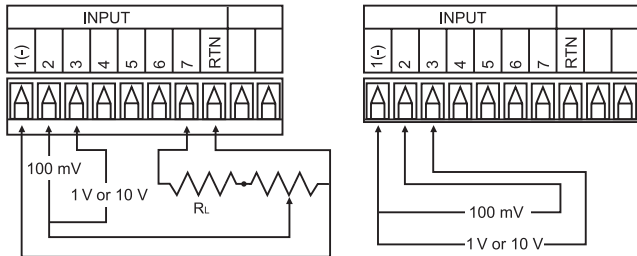 INPUT
1(-) 2 3 4 5 6 7 RTN
100 mV
1 V or 10 V
RL
INPUT
1(-) 2 3 4 5 6 7 RTN
100 mV
1 V or 10 V